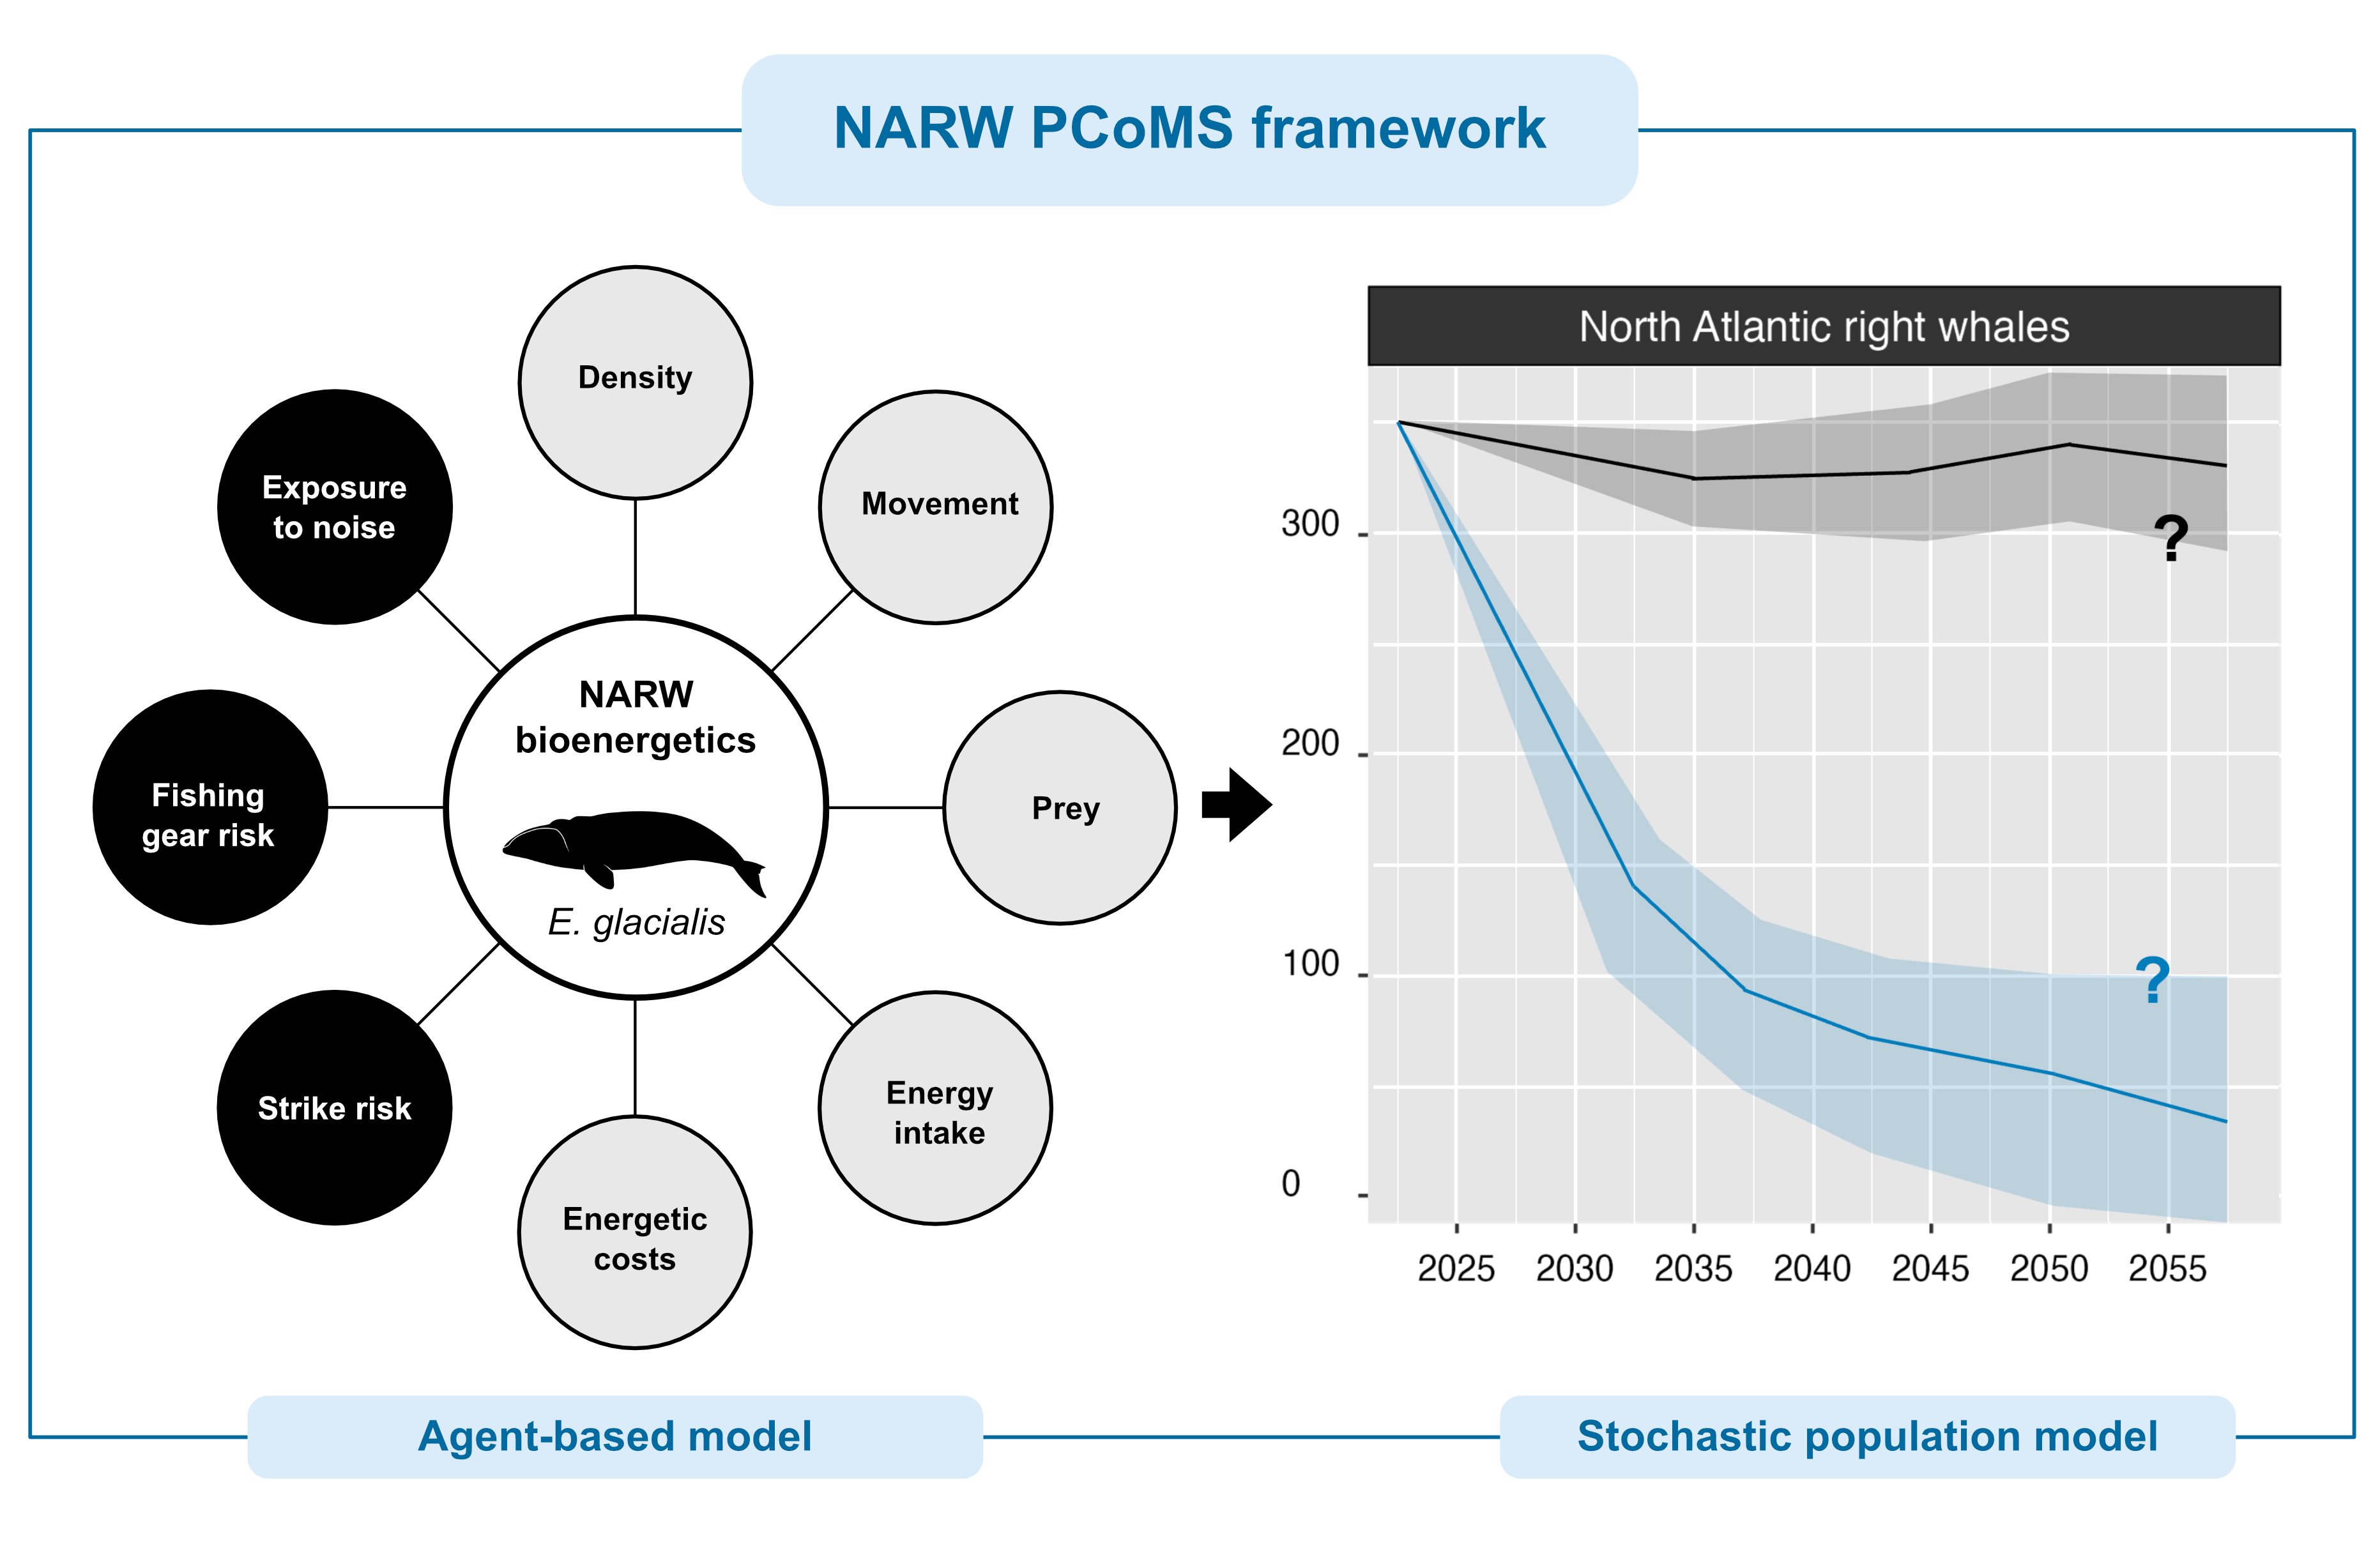 NARW PCoMS framework
Density
Exposure
to noise
Movement
Fishing
gear risk
NARW
bioenergetics
E. glacialis
Prey
Strike risk
Energy
intake
Energetic
costs
Agent-based model
North Atlantic right whales
300
?
200
100
?
0
2025 2030 2035 2040 2045 2050 2055
Stochastic population model